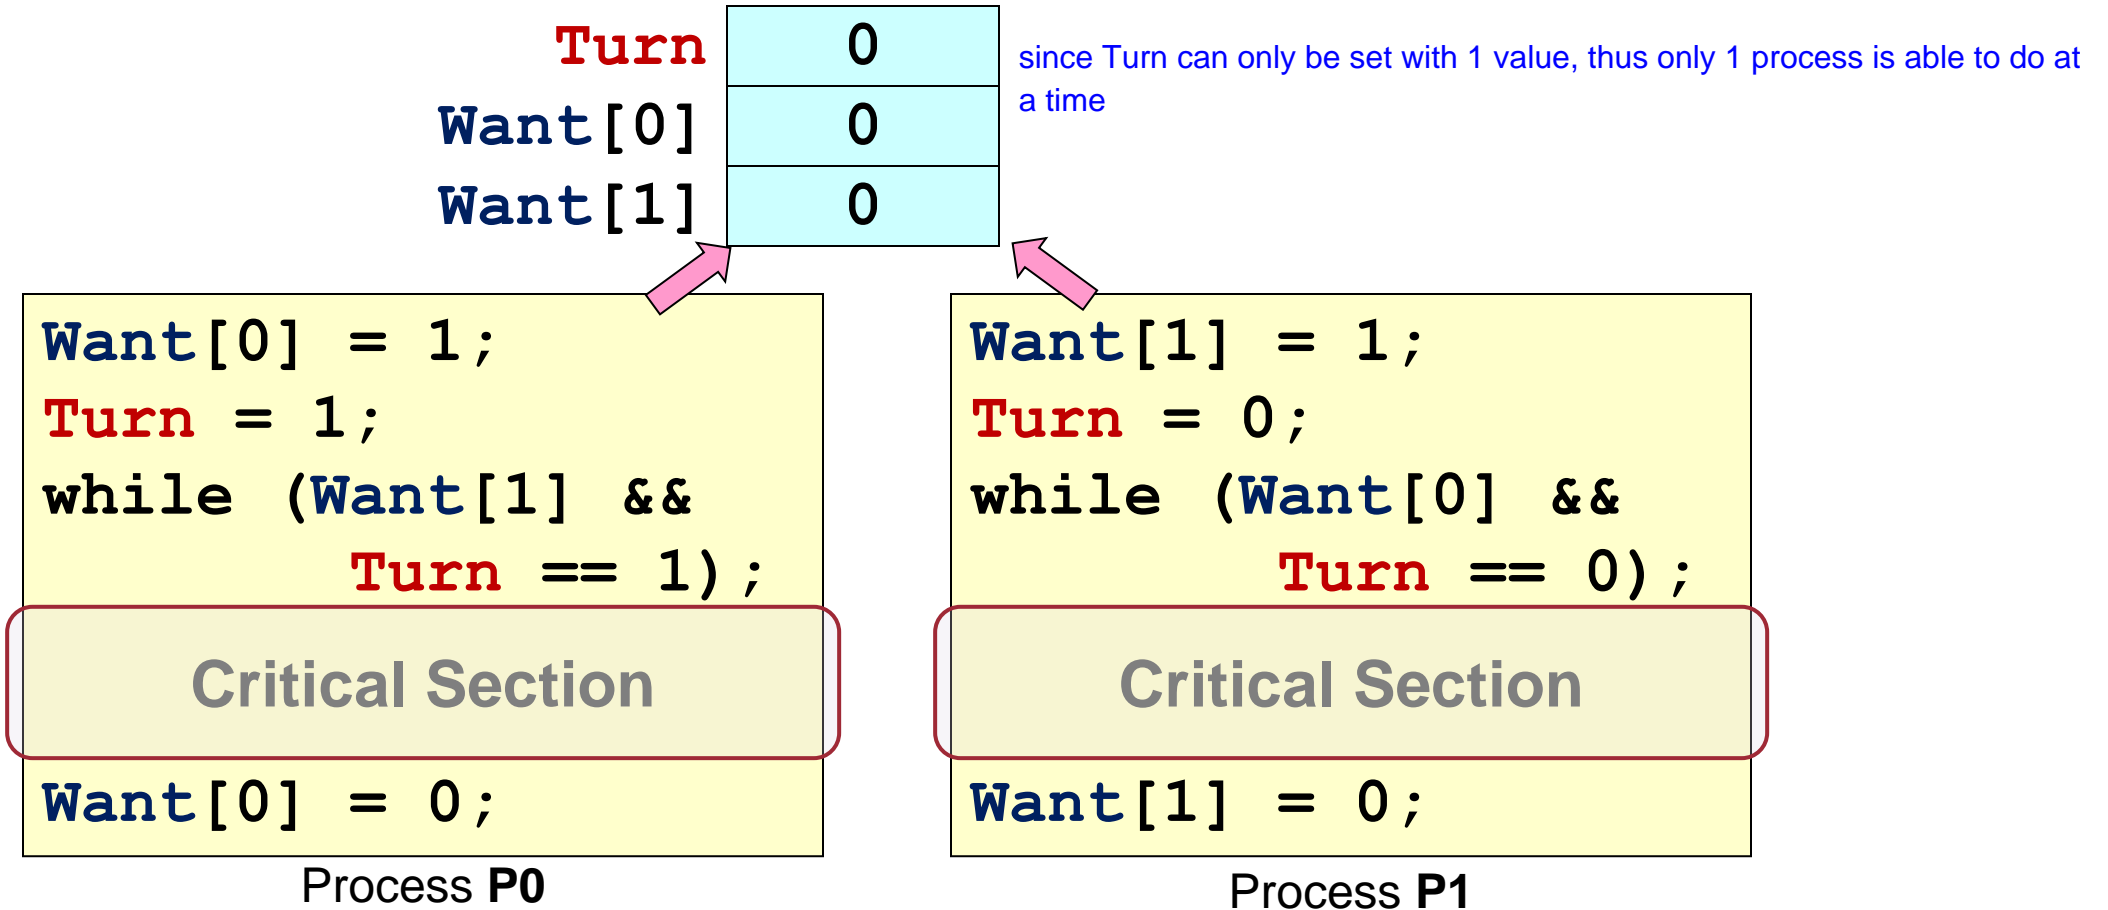 Turn 0
since Turn can only be set with 1 value, thus only 1 process is able to do at
a time
Want[0] 0
Want[1] 0
Want[0] = 1;
Turn = 1;
while (Want[1] &&
Turn == 1);
Critical Section
Want[0] = 0;
Process P0
Want[1] = 1;
Turn = 0;
while (Want[0] &&
Turn == 0);
Critical Section
Want[1] = 0;
Process P1